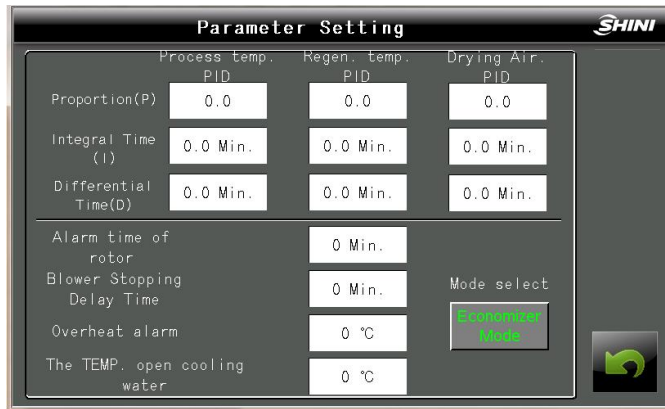 Parameter Setting
SHINI
Process temp. Regen. temp. Drying Air.
PID PID PID
Proportion(P) 0.0 0.0 0.0
Integral Time
(I) 0.0 Min. 0.0 Min. 0.0 Min.
Differential
Time(D) 0.0 Min. 0.0 Min. 0.0 Min.
Alarm time of
rotor 0 Min.
Blower Stopping
Delay Time 0 Min.
Mode select
Economizer
Mode
Overheat alarm 0 °C
The TEMP. open cooling
water 0 °C